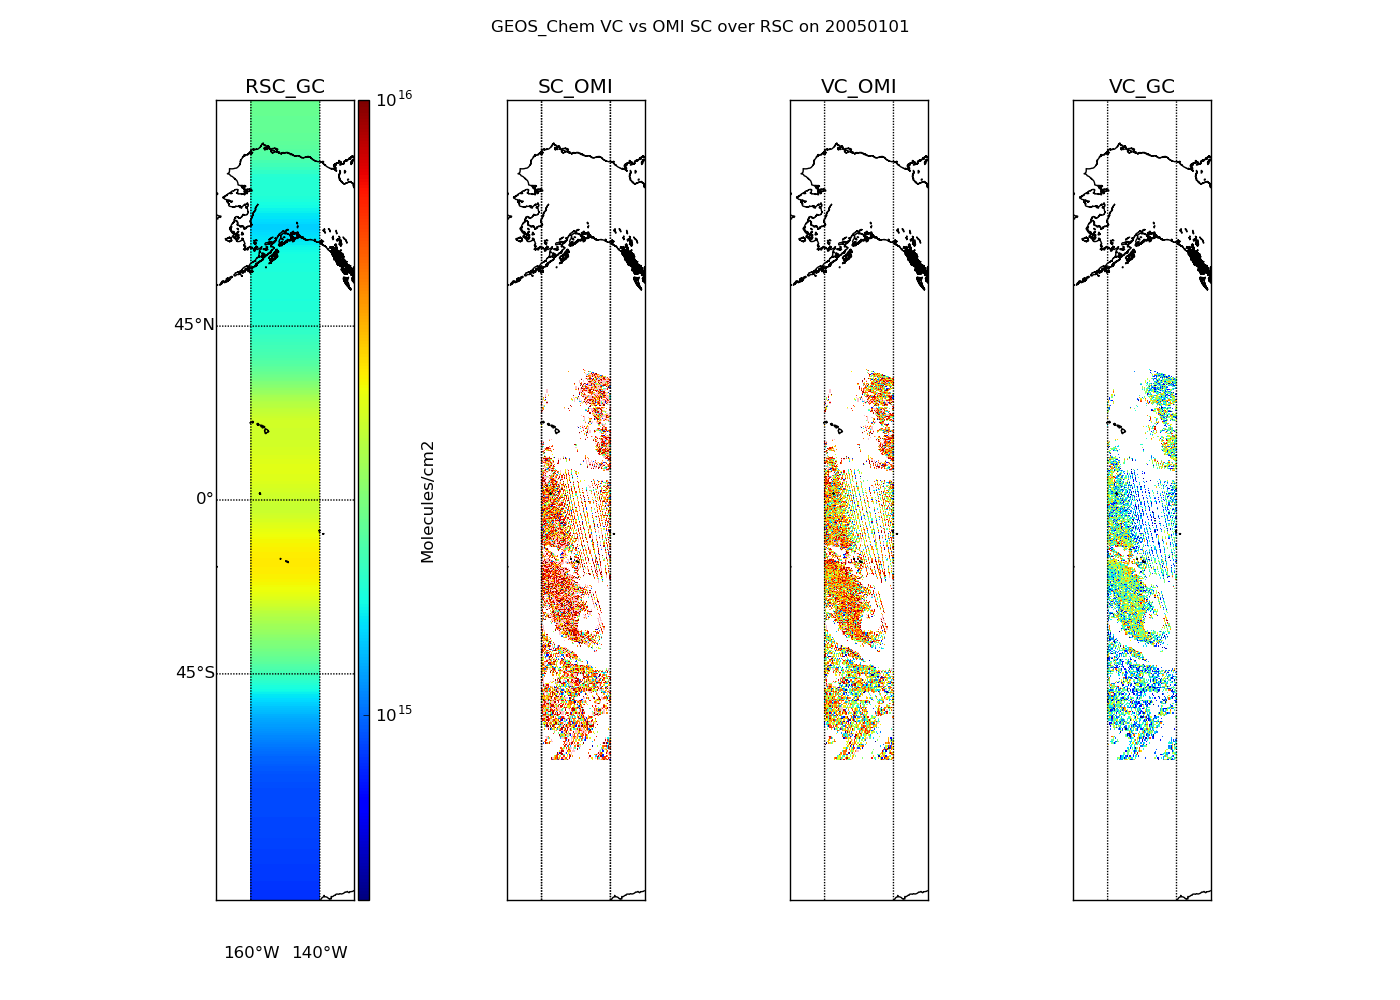 GEOS_Chem VC vs OMI SC over RSC on 20050101
RSC_GC
SC_OMI
VC_OMI
VC_GC
10^16
45°N
0°
45°S
10^15
Molecules/cm2
160°W
140°W